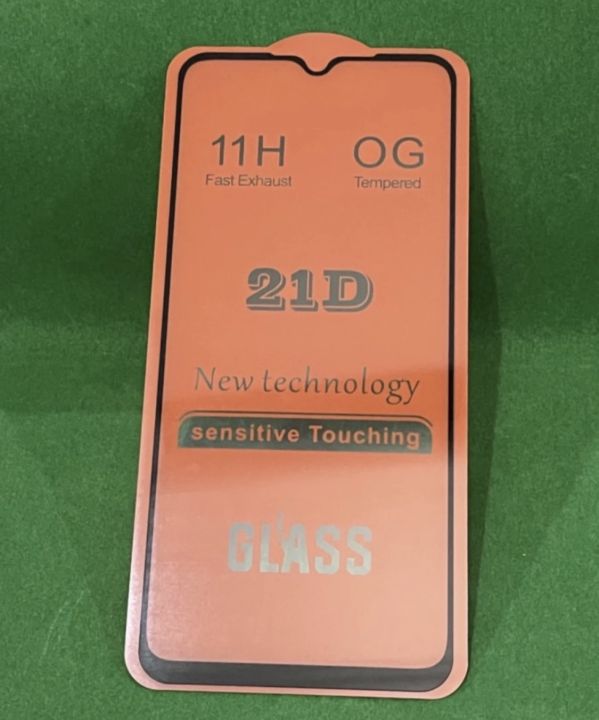 11H OG
Fast Exhaust Tempered
21D
New technology
sensitive Touching
GLASS